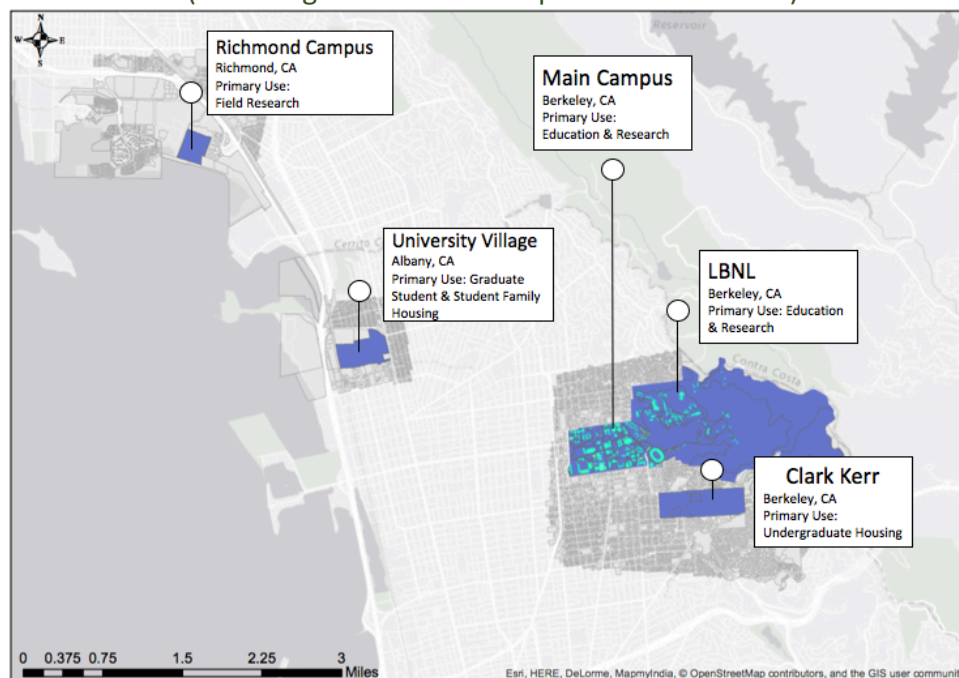 N
W E
S
Richmond Campus
Richmond, CA
Primary Use:
Field Research
Main Campus
Berkeley, CA
Primary Use:
Education & Research
University Village
Albany, CA
Primary Use: Graduate
Student & Student Family
Housing
Cerrito
LBNL
Berkeley, CA
Primary Use: Education
& Research
Contra Costa
Clark Kerr
Berkeley, CA
Primary Use:
Undergraduate Housing
Reservoir
0 0.375 0.75 1.5 2.25 3
Miles
Esri, HERE, DeLorme, MapmyIndia, © OpenStreetMap contributors, and the GIS user communit